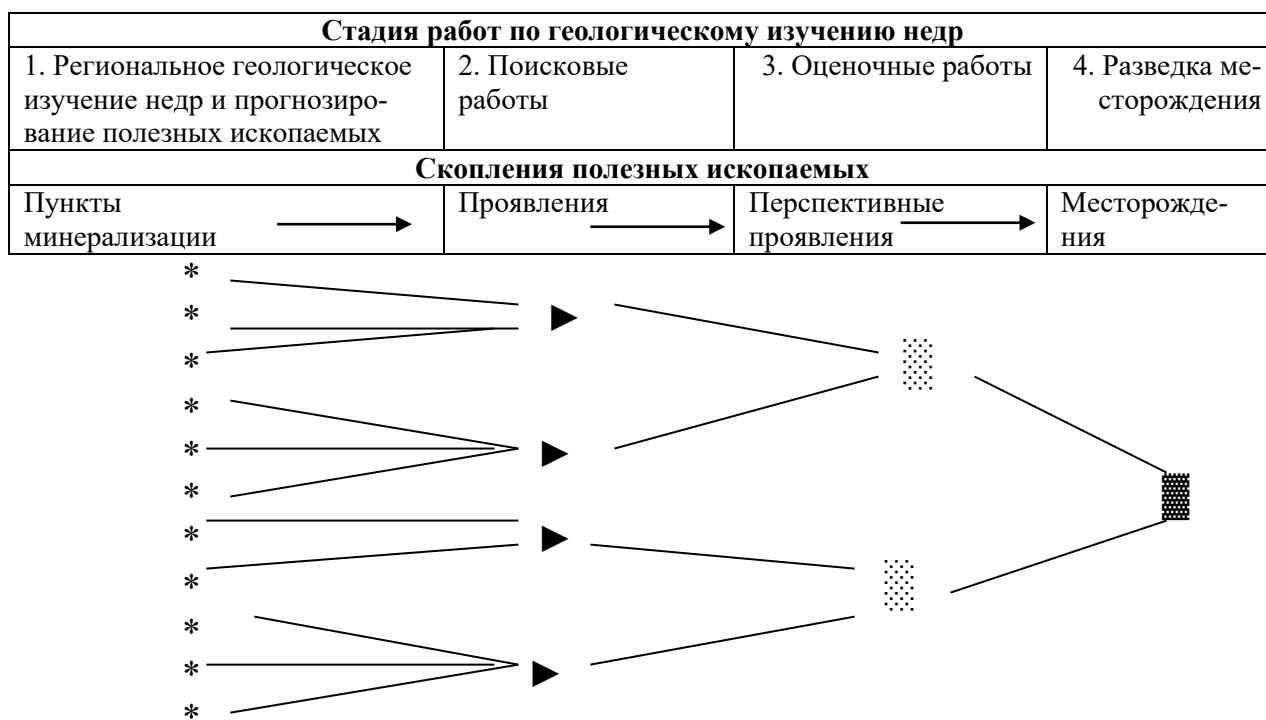 Стадия работ по геологическому изучению недр
1. Региональное геологическое
изучение недр и прогнозиро-
вание полезных ископаемых
2. Поисковые
работы
3. Оценочные работы
4. Разведка ме-
сторождения
Скопления полезных ископаемых
Пункты
минерализации
Проявления
Перспективные
проявления
Месторожде-
ния